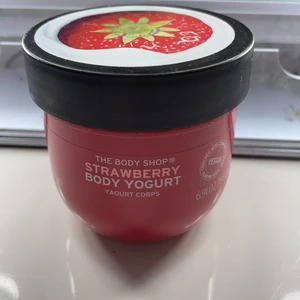 THE BODY SHOP®
STRAWBERRY
BODY YOGURT
YAOURT CORPS